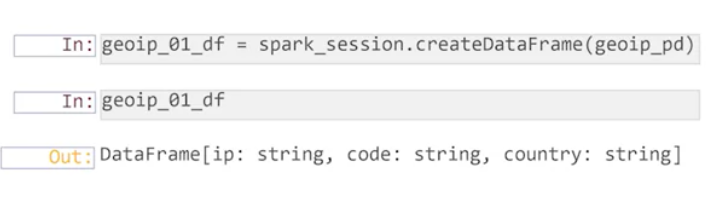 In: geoip_01_df = spark_session.createDataFrame(geoip_pd)
In: geoip_01_df
Out: DataFrame[ip: string, code: string, country: string]